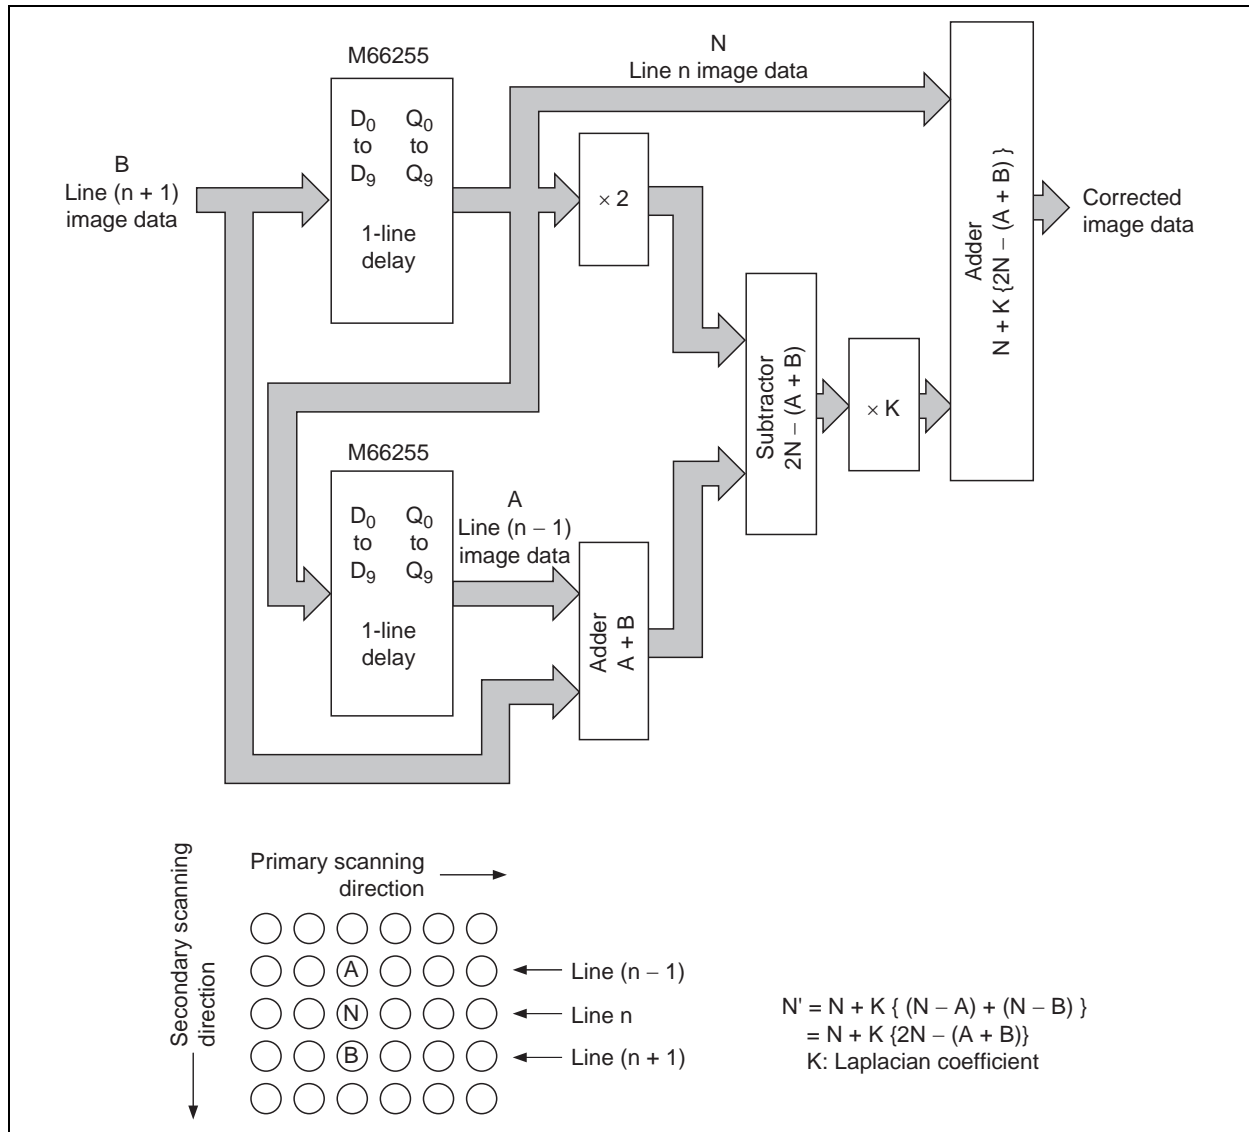 M66255
D0 Q0
to to
D9 Q9
1-line
delay
B
Line (n + 1)
image data
N
Line n image data
× 2
Adder
N + K {2N – (A + B) }
Corrected
image data
Subtractor
2N – (A + B)
× K
M66255
D0 Q0
to to
D9 Q9
1-line
delay
A
Line (n – 1)
image data
Adder
A + B
Primary scanning
direction
Secondary scanning
direction
A
Line (n – 1)
N
Line n
B
Line (n + 1)
N' = N + K { (N – A) + (N – B) }
= N + K {2N – (A + B)}
K: Laplacian coefficient